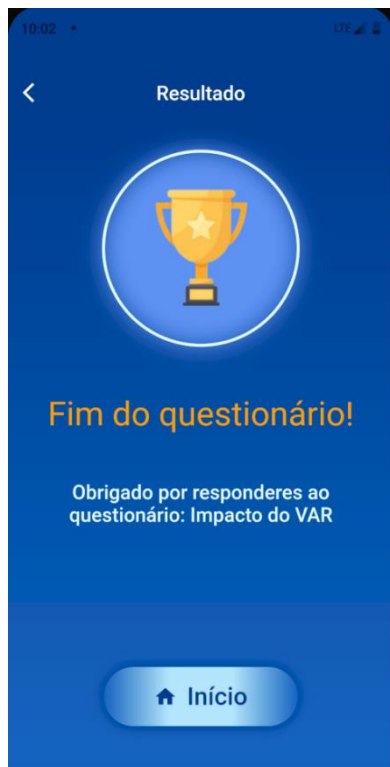 10:02
LTE
Resultado
Fim do questionário!
Obrigado por responderes ao
questionário: Impacto do VAR
Início